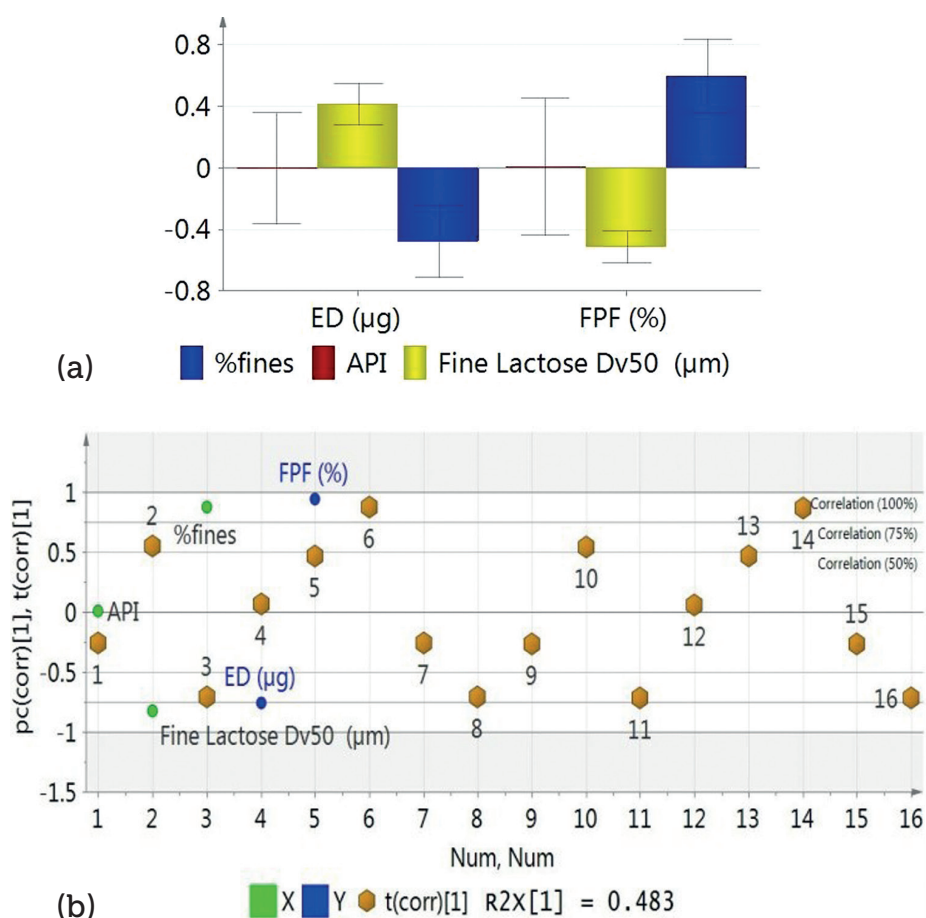 0.8
0.4
0
-0.4
-0.8
ED (µg) FPF (%)
(a) %fines API Fine Lactose Dv50 (µm)
pc(corr)[1], t(corr)[1]
1
0.5
0
-0.5
-1
-1.5
FPF (%)
Correlation (100%)
2
%fines
6
13
14
Correlation (75%)
5
10
Correlation (50%)
API
4
12
15
1
3
ED (µg)
7
9
16
Fine Lactose Dv50 (µm)
8
11
1 2 3 4 5 6 7 8 9 10 11 12 13 14 15 16
Num, Num
(b) X Y t(corr)[1] R2X[1] = 0.483